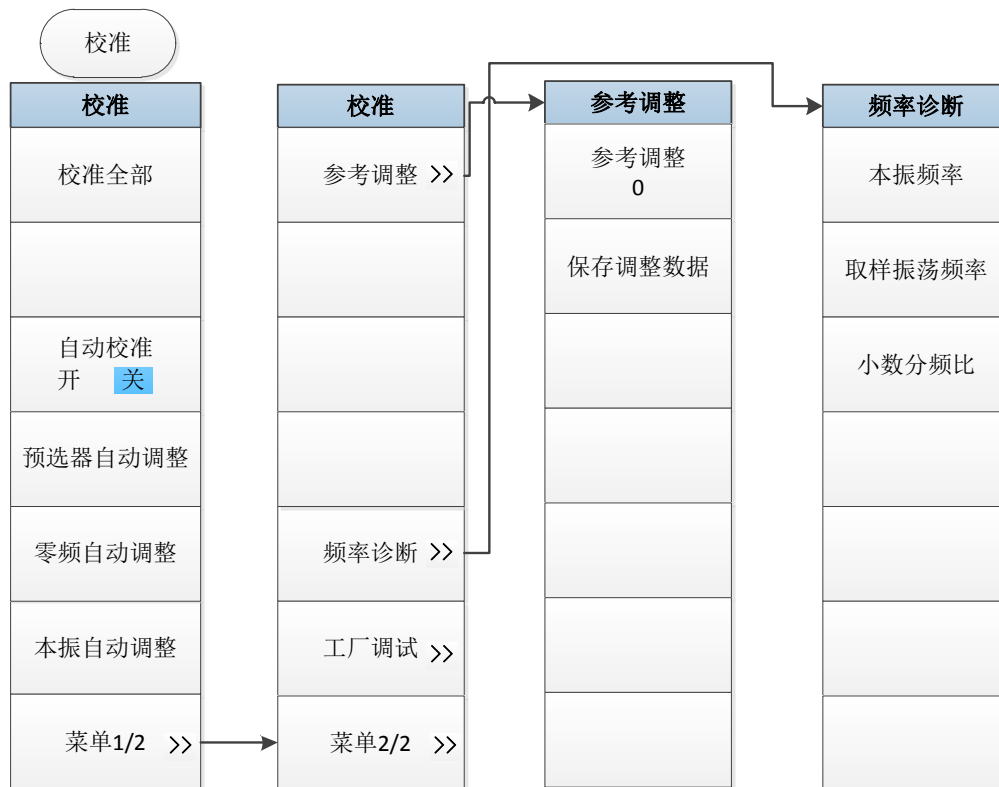 校准
校准
校准全部
自动校准
开 关
预选器自动调整
零频自动调整
本振自动调整
菜单1/2 >>
校准
参考调整 >>
频率诊断 >>
工厂调试 >>
菜单2/2 >>
参考调整
参考调整
0
保存调整数据
频率诊断
本振频率
取样振荡频率
小数分频比